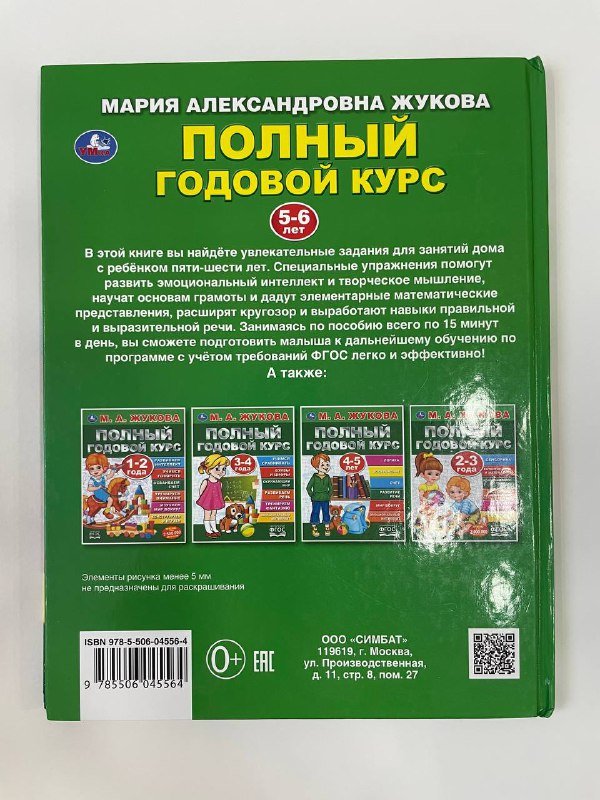 МАРИЯ АЛЕКСАНДРОВНА ЖУКОВА
УМка
ПОЛНЫЙ
ГОДОВОЙ КУРС
5-6
лет
В этой книге вы найдёте увлекательные задания для занятий дома
с ребёнком пяти-шести лет. Специальные упражнения помогут
развить эмоциональный интеллект и творческое мышление,
научат основам грамоты и дадут элементарные математические
представления, расширят кругозор и выработают навыки правильной
и выразительной речи. Занимаясь по пособию всего по 15 минут
в день, вы сможете подготовить малыша к дальнейшему обучению по
программе с учётом требований ФГОС легко и эффективно!
А также:
М. А. ЖУКОВА
ПОЛНЫЙ
ГОДОВОЙ КУРС
1-2
года
М. А. ЖУКОВА
ПОЛНЫЙ
ГОДОВОЙ КУРС
3-4
года
ФГОС
М. А. ЖУКОВА
ПОЛНЫЙ
ГОДОВОЙ КУРС
4-5
лет
ФГОС
М. А. ЖУКОВА
ПОЛНЫЙ
ГОДОВОЙ КУРС
2-3
года
Элементы рисунка менее 5 мм
не предназначены для раскрашивания
ISBN 978-5-506-04556-4
9 785506 045564
0+
EAC
ООО «СИМБАТ»
119619, г. Москва,
ул. Производственная,
д. 11, стр. 8, пом. 27